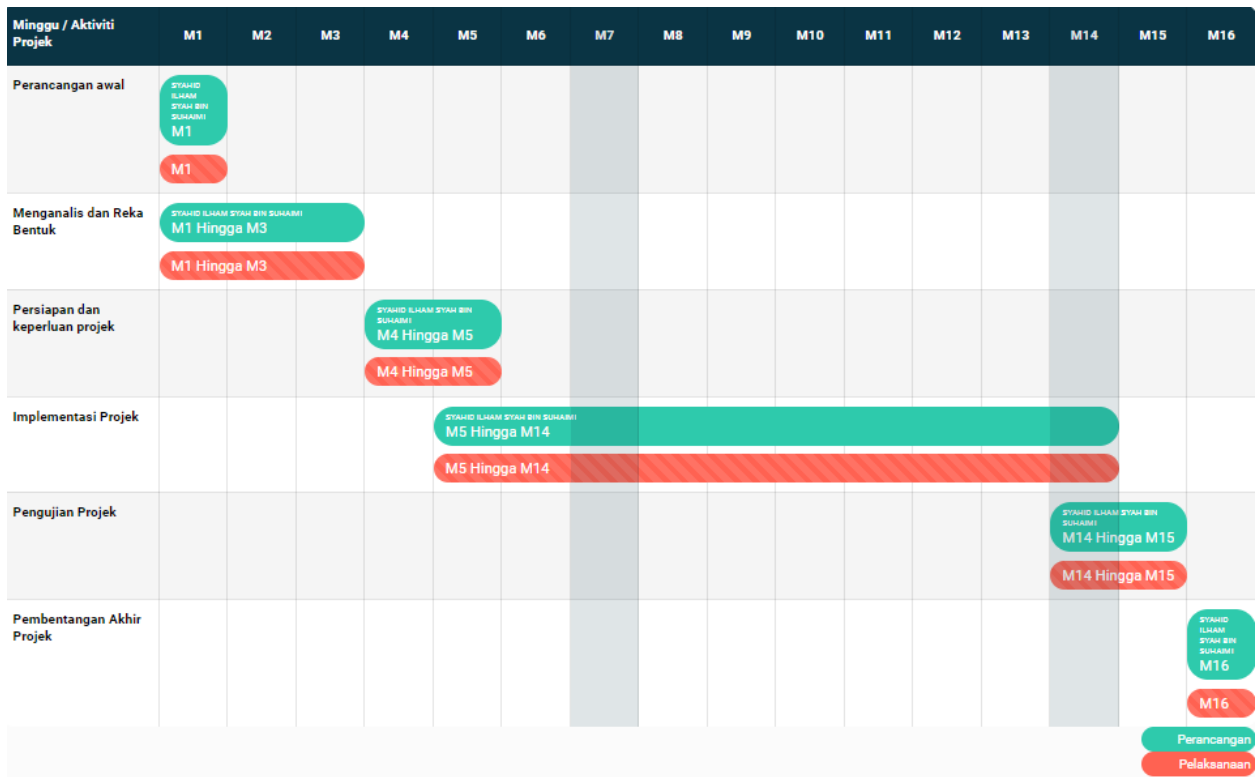 Minggu / Aktiviti
Projek
M1 M2 M3 M4 M5 M6 M7 M8 M9 M10 M11 M12 M13 M14 M15 M16
Perancangan awal
SYAHID
ILHAM
SYAH BIN
SUHAIMI
M1
M1
Menganalis dan Reka
Bentuk
SYAHID ILHAM SYAH BIN SUHAIMI
M1 Hingga M3
M1 Hingga M3
Persiapan dan
keperluan projek
SYAHID ILHAM SYAH BIN
SUHAIMI
M4 Hingga M5
M4 Hingga M5
Implementasi Projek
SYAHID ILHAM SYAH BIN SUHAIMI
M5 Hingga M14
M5 Hingga M14
Pengujian Projek
SYAHID ILHAM SYAH BIN
SUHAIMI
M14 Hingga M15
M14 Hingga M15
Pembentangan Akhir
Projek
SYAHID
ILHAM
SYAH BIN
SUHAIMI
M16
M16
Perancangan
Pelaksanaan